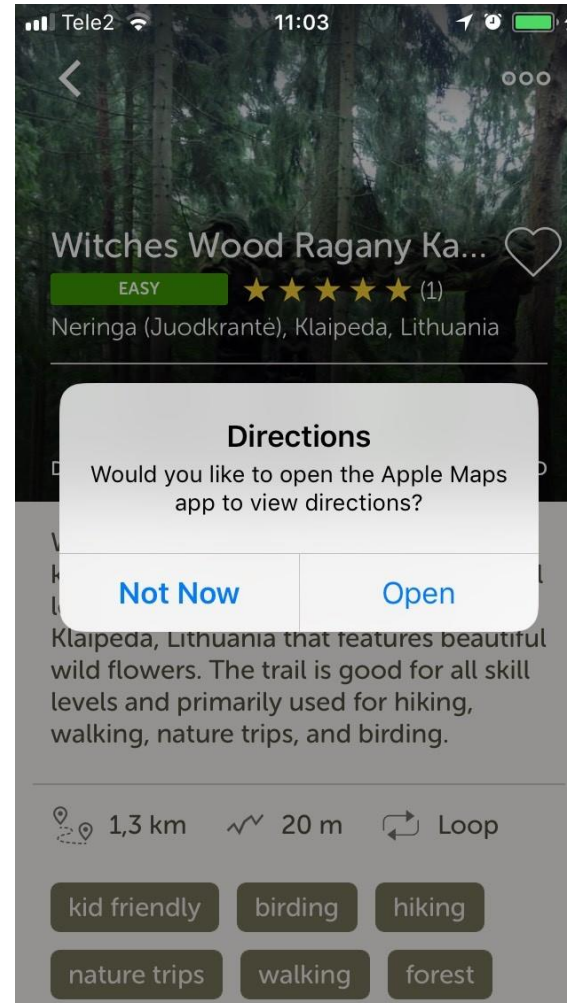 Tele2 11:03
Witches Wood Ragany Ka...
EASY (1)
Neringa (Juodkrantė), Klaipeda, Lithuania
Directions
Would you like to open the Apple Maps
app to view directions?
Not Now Open
Klaipeda, Lithuania that features beautiful
wild flowers. The trail is good for all skill
levels and primarily used for hiking,
walking, nature trips, and birding.
1,3 km 20 m Loop
kid friendly birding hiking
nature trips walking forest